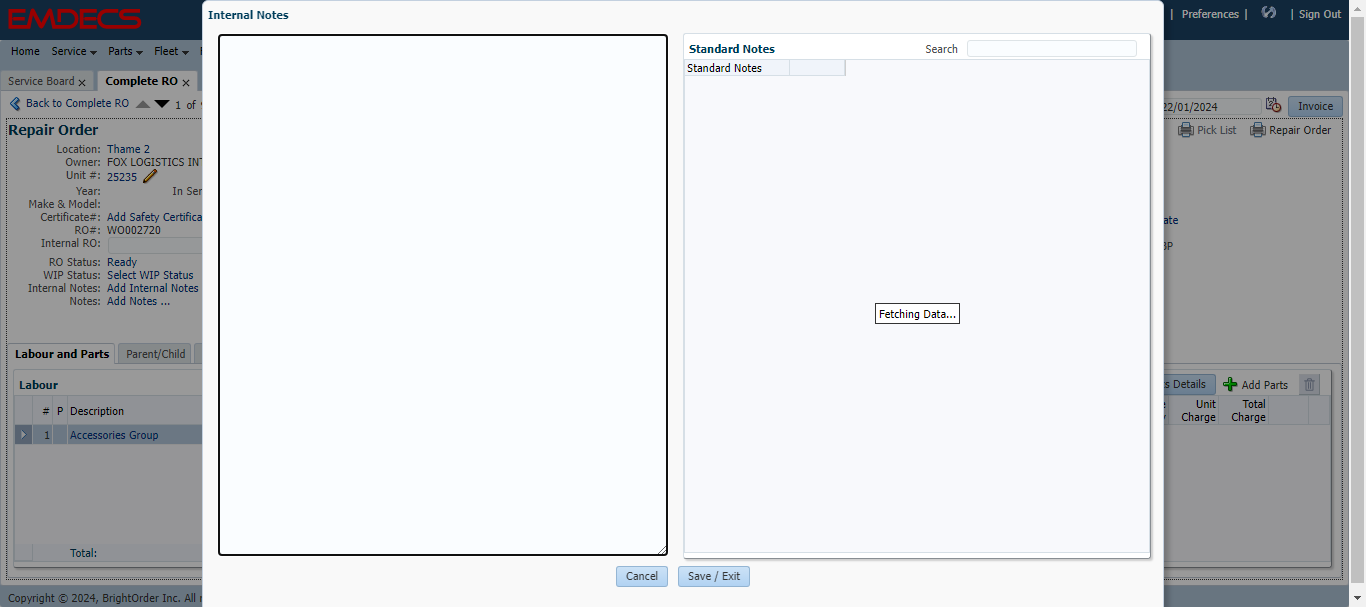 EMDECS
| Preferences | | Sign Out
Home Service Parts Fleet
Service Board x Complete RO x
Back to Complete RO 1 of
22/01/2024 Invoice
Repair Order
Pick List Repair Order
Location: Thame 2
Owner: FOX LOGISTICS INT
Unit #: 25235
Year: In Ser
Make & Model:
Certificate#: Add Safety Certifica
RO#: WO002720
Internal RO:
RO Status: Ready
WIP Status: Select WIP Status
Internal Notes: Add Internal Notes
Notes: Add Notes ...
ate
BP
Labour and Parts Parent/Child
Labour
# P Description
1 Accessories Group
Total:
s Details Add Parts
Unit Charge
Total Charge
Copyright © 2024, BrightOrder Inc. All r
Internal Notes
Standard Notes Search
Standard Notes
Fetching Data...
Cancel Save / Exit